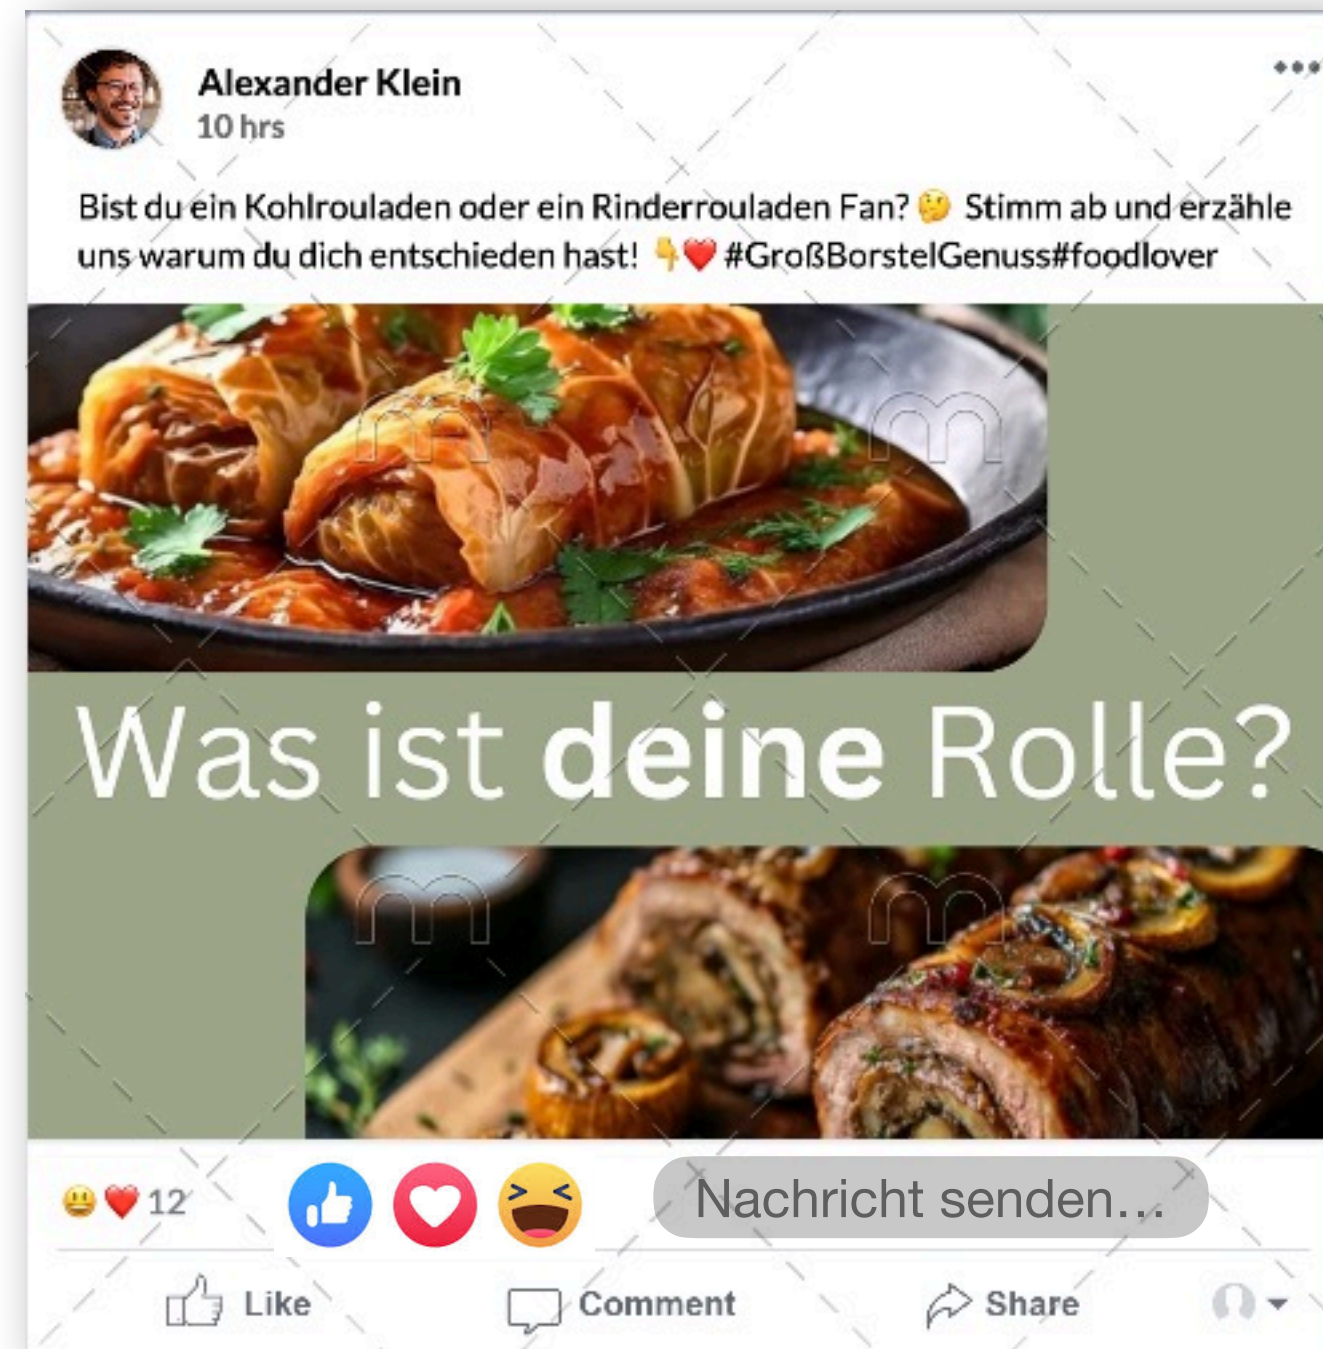 Alexander Klein
10 hrs
Bist du ein Kohlrouladen oder ein Rinderrouladen Fan? 🤔 Stimm ab und erzähle
uns warum du dich entschieden hast! 👇❤️ #GroßBorstelGenuss#foodlover
Was ist deine Rolle?
12
Nachricht senden...
Like
Comment
Share